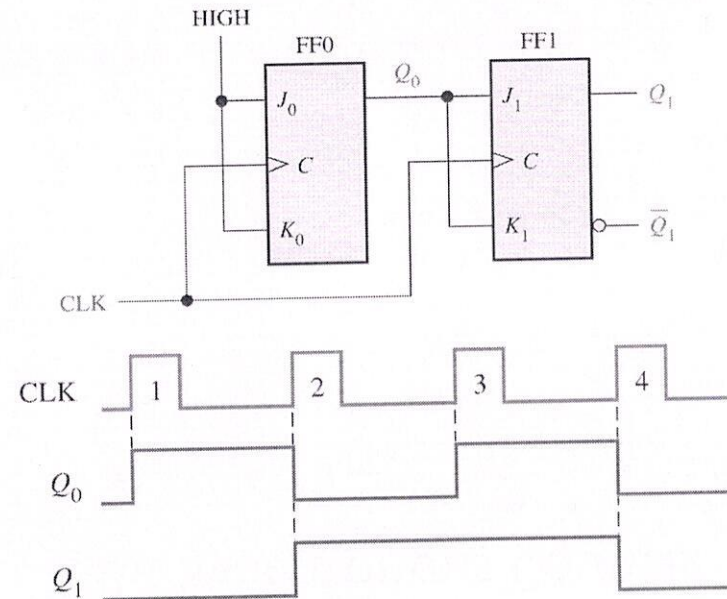 HIGH
FF0
FF1
Q₀
J₀
J₁
Q₁
C
C
K₀
K₁
Q̅₁
CLK
CLK
1
2
3
4
Q₀
Q₁